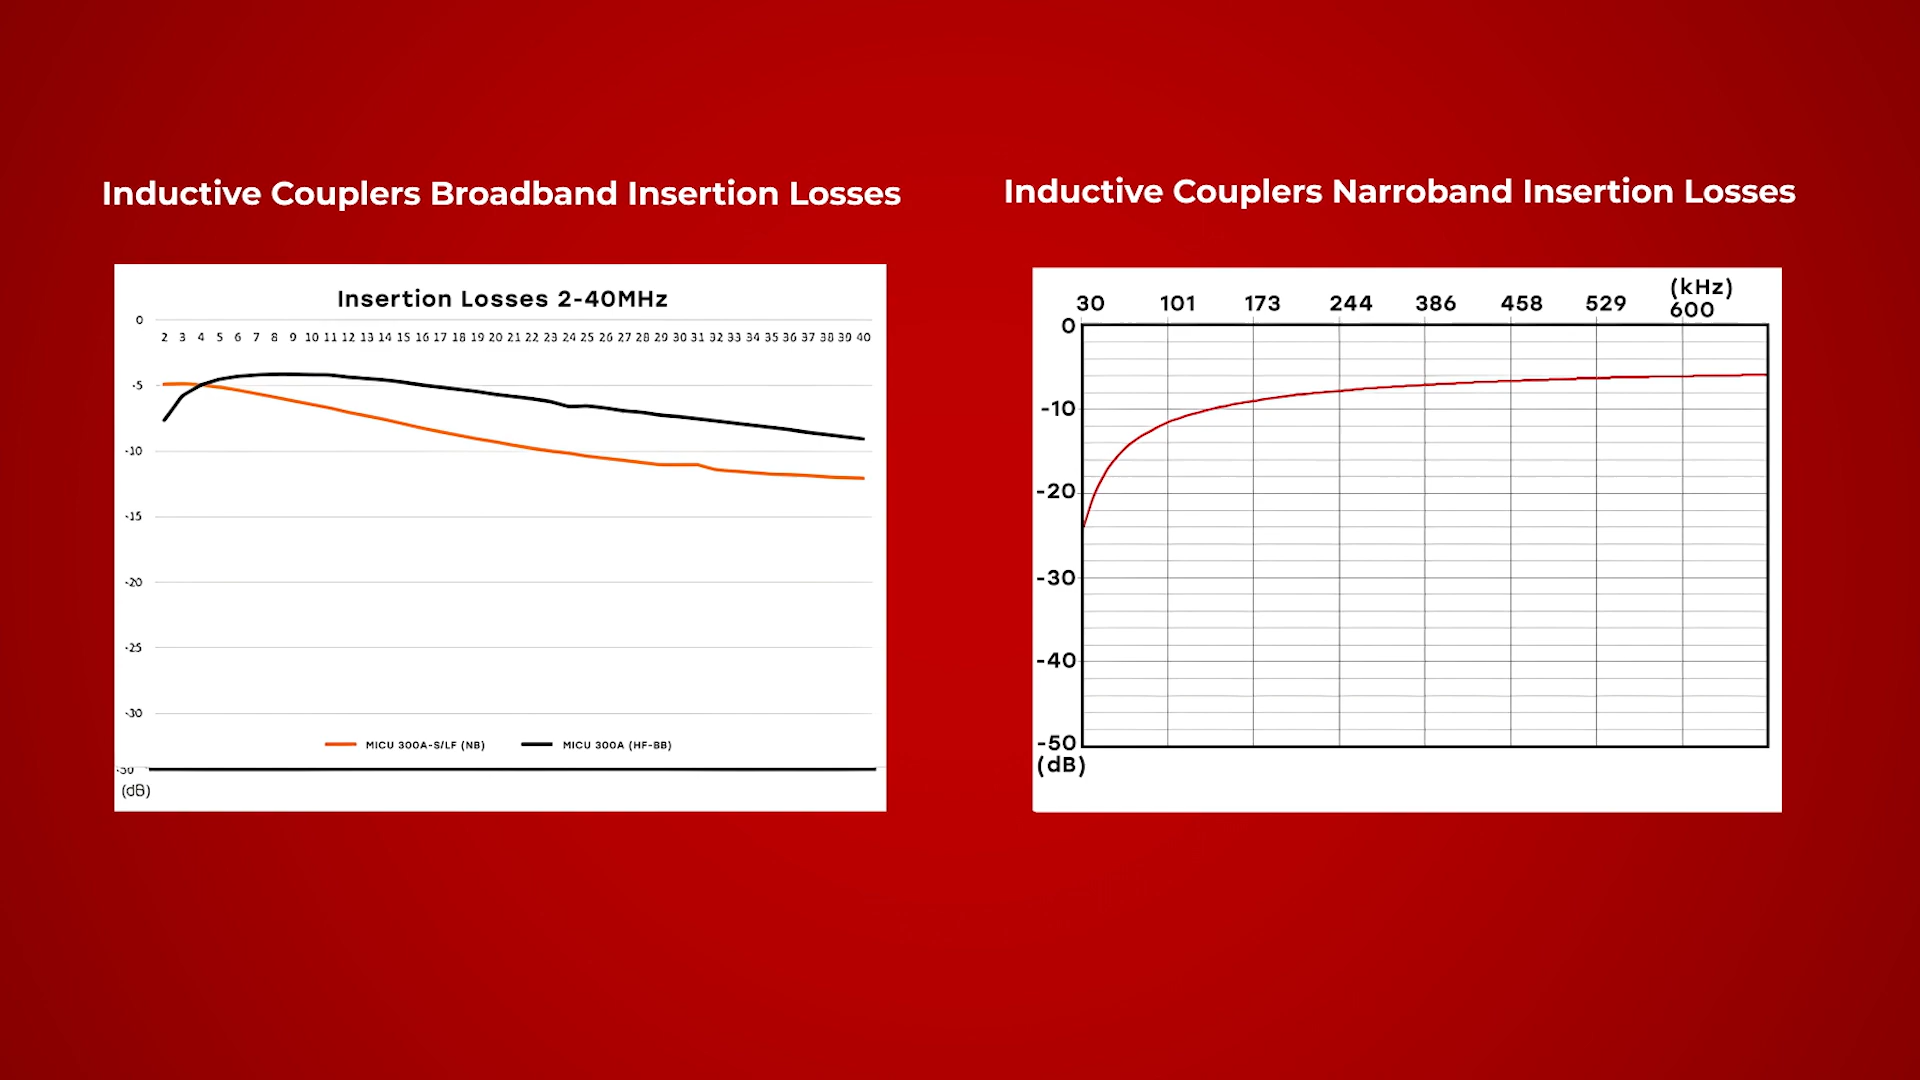 Inductive Couplers Broadband Insertion Losses
Insertion Losses 2-40MHz
0
2 3 4 5 6 7 8 9 10 11 12 13 14 15 16 17 18 19 20 21 22 23 24 25 26 27 28 29 30 31 32 33 34 35 36 37 38 39 40
-5
-10
-15
-20
-25
-30
MICU 300A-S/LF (NB) MICU 300A (HF-BB)
(dB)
Inductive Couplers Narroband Insertion Losses
(kHz)
30 101 173 244 386 458 529 600
0
-10
-20
-30
-40
-50
(dB)